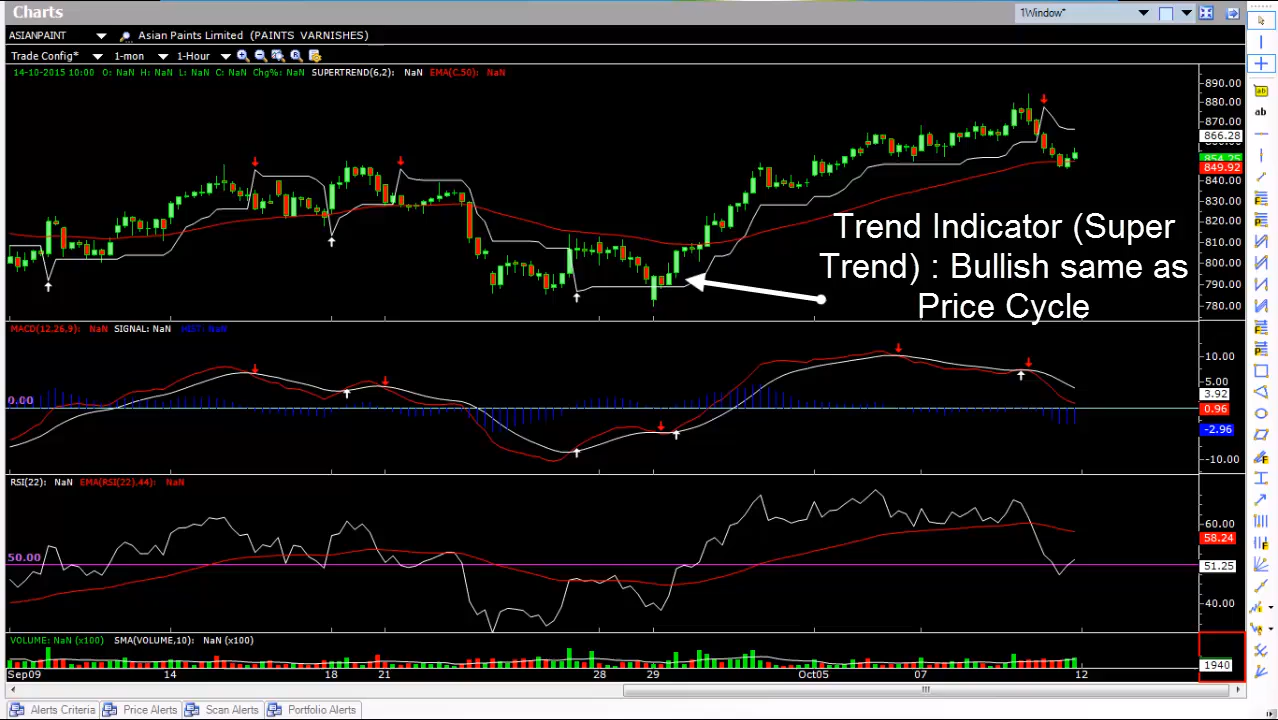 Charts
1Window*
ASIANPAINT Asian Paints Limited (PAINTS VARNISHES)
Trade Config* 1-mon 1-Hour
14-10-2015 10:00 O: NaN H: NaN L: NaN C: NaN Chg%: NaN SUPERTREND(6,2): NaN EMA(C.50): NaN
890.00
880.00
870.00
866.28
854.25
849.92
840.00
830.00
820.00
810.00
800.00
790.00
780.00
Trend Indicator (Super
Trend) : Bullish same as
Price Cycle
MACD(12.26,9): NaN SIGNAL: NaN HIST: NaN
10.00
5.00
3.92
0.00
0.96
-2.96
-10.00
RSI(22): NaN EMA(RSI(22).44): NaN
60.00
58.24
50.00
51.25
40.00
VOLUME: NaN (x100) SMA(VOLUME,10): NaN (x100)
1940
Sep09 14 18 21 28 29 Oct05 07 12
Alerts Criteria Price Alerts Scan Alerts Portfolio Alerts
ab
ab